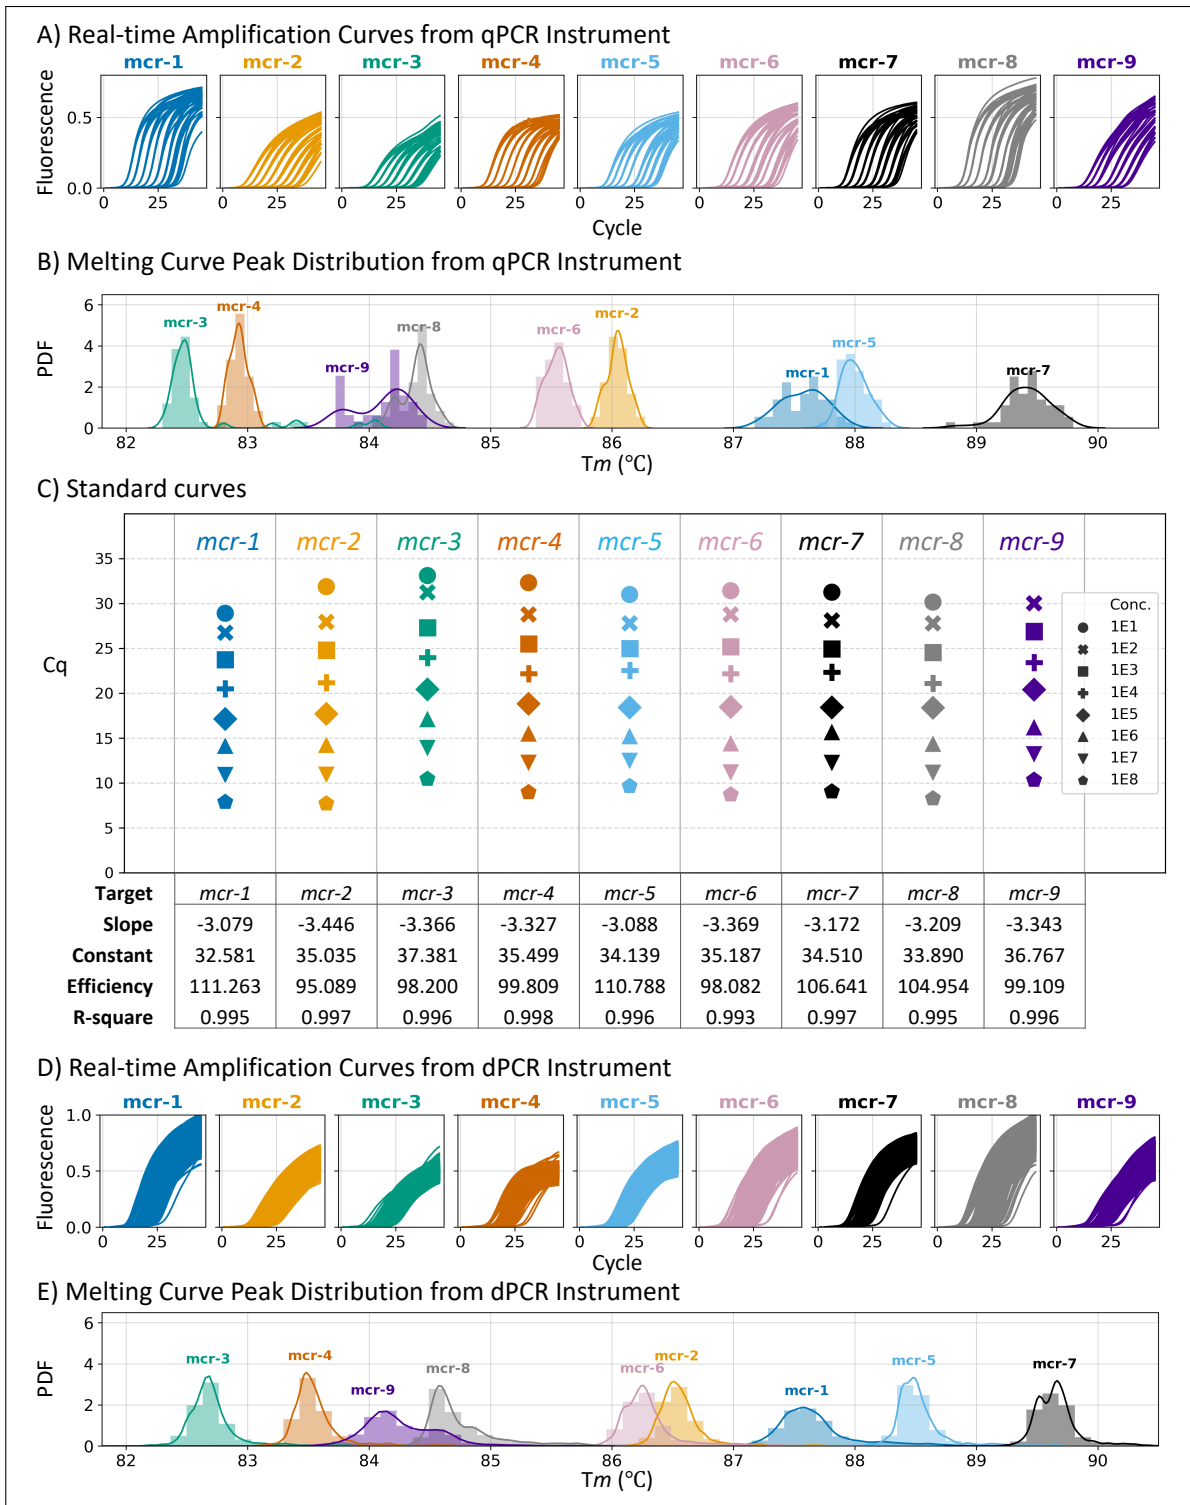 A) Real-time Amplification Curves from qPCR Instrument
mcr-1 mcr-2 mcr-3 mcr-4 mcr-5 mcr-6 mcr-7 mcr-8 mcr-9
Fluorescence
0.5
0.0
0 25 0 25 0 25 0 25 0 25 0 25 0 25 0 25 0 25
Cycle
B) Melting Curve Peak Distribution from qPCR Instrument
PDF
6
4
2
0
mcr-3 mcr-4 mcr-9 mcr-8 mcr-6 mcr-2 mcr-1 mcr-5 mcr-7
82 83 84 85 86 87 88 89 90
Tm (°C)
C) Standard curves
mcr-1 mcr-2 mcr-3 mcr-4 mcr-5 mcr-6 mcr-7 mcr-8 mcr-9
Cq
35
30
25
20
15
10
5
0
Conc.
1E1
1E2
1E3
1E4
1E5
1E6
1E7
1E8
Target mcr-1 mcr-2 mcr-3 mcr-4 mcr-5 mcr-6 mcr-7 mcr-8 mcr-9
Slope -3.079 -3.446 -3.366 -3.327 -3.088 -3.369 -3.172 -3.209 -3.343
Constant 32.581 35.035 37.381 35.499 34.139 35.187 34.510 33.890 36.767
Efficiency 111.263 95.089 98.200 99.809 110.788 98.082 106.641 104.954 99.109
R-square 0.995 0.997 0.996 0.998 0.996 0.993 0.997 0.995 0.996
D) Real-time Amplification Curves from dPCR Instrument
mcr-1 mcr-2 mcr-3 mcr-4 mcr-5 mcr-6 mcr-7 mcr-8 mcr-9
Fluorescence
1.0
0.5
0.0
0 25 0 25 0 25 0 25 0 25 0 25 0 25 0 25 0 25
Cycle
E) Melting Curve Peak Distribution from dPCR Instrument
PDF
6
4
2
0
mcr-3 mcr-4 mcr-9 mcr-8 mcr-6 mcr-2 mcr-1 mcr-5 mcr-7
82 83 84 85 86 87 88 89 90
Tm (°C)